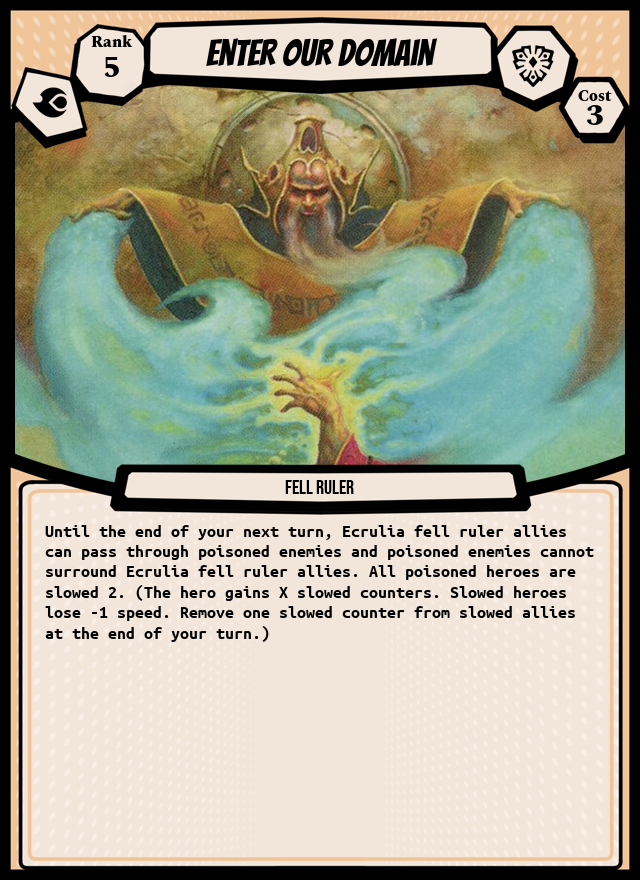 Rank
5
ENTER OUR DOMAIN
Cost
3
FELL RULER
Until the end of your next turn, Ecrulia fell ruler allies
can pass through poisoned enemies and poisoned enemies cannot
surround Ecrulia fell ruler allies. All poisoned heroes are
slowed 2. (The hero gains X slowed counters. Slowed heroes
lose -1 speed. Remove one slowed counter from slowed allies
at the end of your turn.)